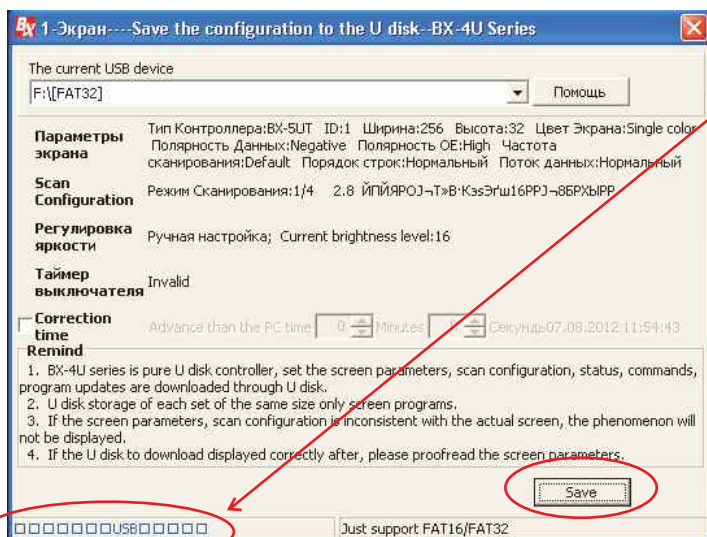 1-Экран----Save the configuration to the U disk--BX-4U Series
The current USB device
F:\[FAT32]
Помощь
Параметры экрана
Тип Контроллера:BX-5UT ID:1 Ширина:256 Высота:32 Цвет Экрана:Single color
Полярность Данных:Negative Полярность OE:High Частота
сканирования:Default Порядок строк:Нормальный Поток данных:Нормальный
Scan Configuration
Режим Сканирования:1/4 2.8
Регулировка яркости
Ручная настройка; Current brightness level:16
Таймер выключателя
Invalid
Correction time
Advance than the PC time 0 Minutes Секунды07.08.2012 11:54:43
Remind
1. BX-4U series is pure U disk controller, set the screen parameters, scan configuration, status, commands,
program updates are downloaded through U disk.
2. U disk storage of each set of the same size only screen programs.
3. If the screen parameters, scan configuration is inconsistent with the actual screen, the phenomenon will
not be displayed.
4. If the U disk to download displayed correctly after, please proofread the screen parameters.
Save
□□□□□□□USB□□□□□
Just support FAT16/FAT32